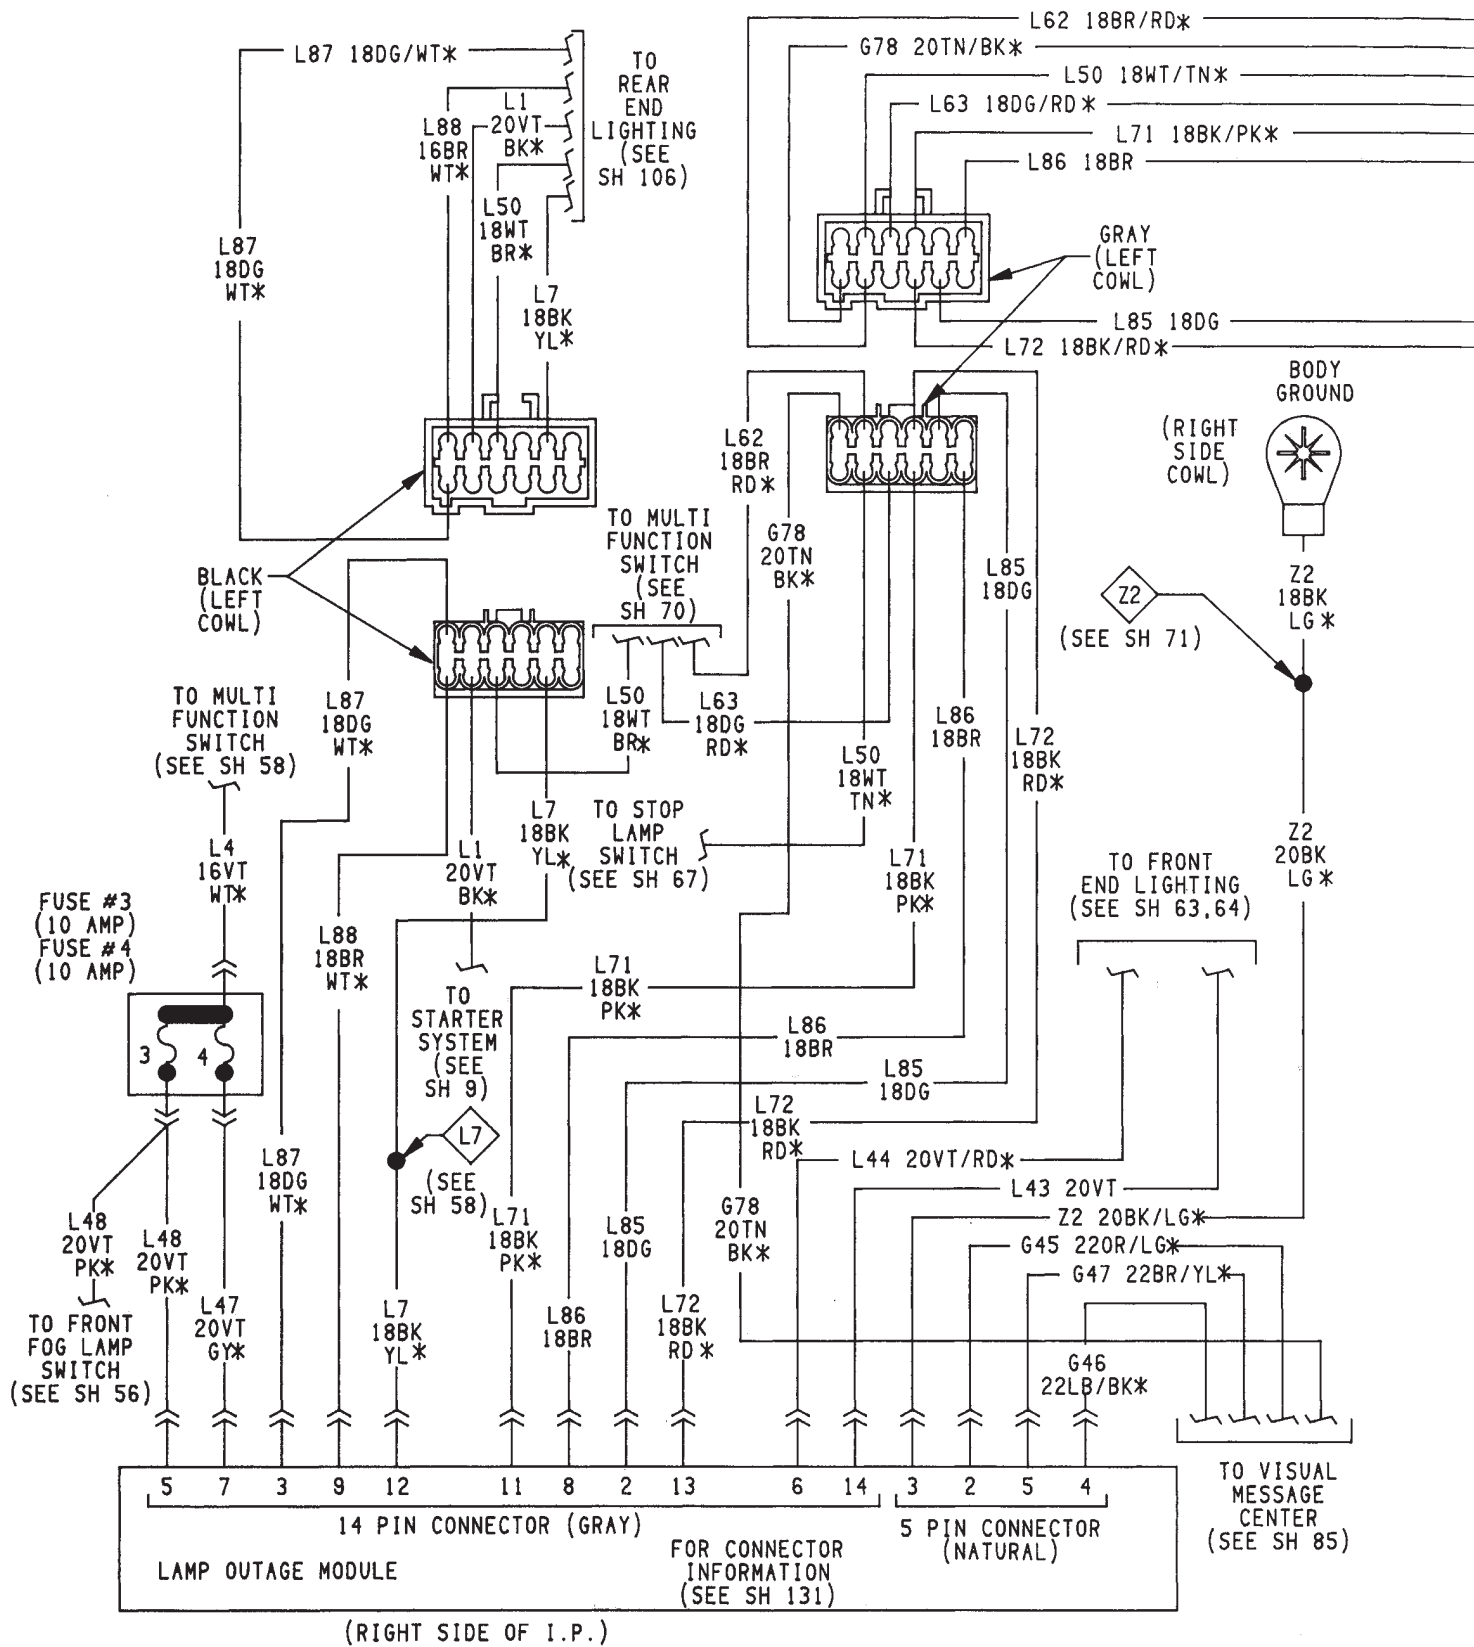 L62 18BR/RD*
G78 20TN/BK*
L87 18DG/WT*
TO
REAR
END
LIGHTING
(SEE
SH 106)
L50 18WT/TN*
L63 18DG/RD*
L71 18BK/PK*
L86 18BR
L88
16BR
WT*
L1
20VT
BK*
L50
18WT
BR*
L87
18DG
WT*
L7
18BK
YL*
GRAY
(LEFT
COWL)
L85 18DG
L72 18BK/RD*
BODY
GROUND
(RIGHT
SIDE
COWL)
L62
18BR
RD*
G78
20TN
BK*
TO MULTI
FUNCTION
SWITCH
(SEE
SH 70)
BLACK
(LEFT
COWL)
L85
18DG
Z2
18BK
LG*
Z2
(SEE SH 71)
TO MULTI
FUNCTION
SWITCH
(SEE SH 58)
L87
18DG
WT*
L50
18WT
BR*
L63
18DG
RD*
L86
18BR
L72
18BK
RD*
L50
18WT
TN*
L7
18BK
YL*
TO STOP
LAMP
SWITCH
(SEE SH 67)
L4
16VT
WT*
L1
20VT
BK*
L71
18BK
PK*
Z2
20BK
LG*
TO FRONT
END LIGHTING
(SEE SH 63,64)
FUSE #3
(10 AMP)
FUSE #4
(10 AMP)
L88
18BR
WT*
L71
18BK
PK*
TO
STARTER
SYSTEM
(SEE
SH 9)
L86
18BR
3
4
L85
18DG
L72
18BK
RD*
L7
(SEE
SH 58)
L87
18DG
WT*
L44 20VT/RD*
L43 20VT
Z2 20BK/LG*
G45 22OR/LG*
G47 22BR/YL*
L48
20VT
PK*
L48
20VT
PK*
L71
18BK
PK*
L85
18DG
G78
20TN
BK*
L47
20VT
GY*
L7
18BK
YL*
L86
18BR
L72
18BK
RD*
TO FRONT
FOG LAMP
SWITCH
(SEE SH 56)
G46
22LB/BK*
5 7 3 9 12 11 8 2 13 6 14 3 2 5 4
14 PIN CONNECTOR (GRAY)
5 PIN CONNECTOR
(NATURAL)
TO VISUAL
MESSAGE
CENTER
(SEE SH 85)
LAMP OUTAGE MODULE
FOR CONNECTOR
INFORMATION
(SEE SH 131)
(RIGHT SIDE OF I.P.)